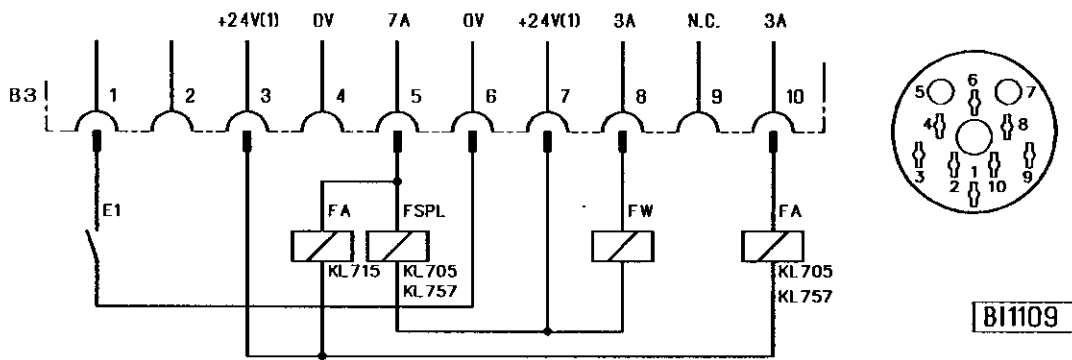 +24V(1) 0V 7A 0V +24V(1) 3A N.C. 3A
B3 1 2 3 4 5 6 7 8 9 10
E1 FA FSPL FW FA
KL715 KL705 KL705
KL757 KL757
6
5 7
4 8
3 2 1 10 9
BI1109